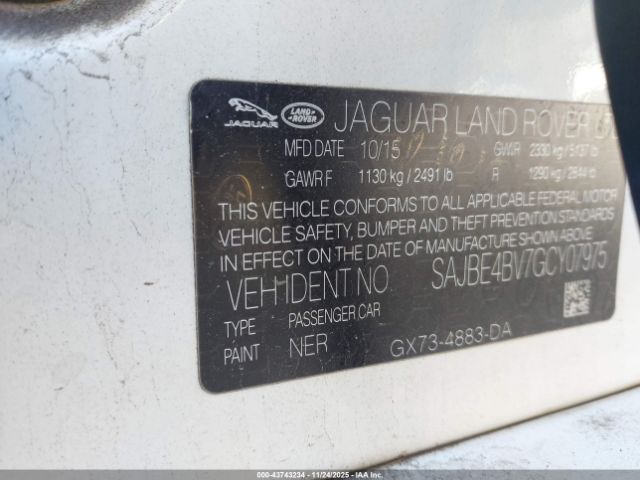 JAGUAR LAND ROVER JAGUAR LAND ROVER
MFD DATE 10/15 GVWR 2330 kg / 5137 lb
GAWR F 1130 kg / 2491 lb R 1290 kg / 2844 lb
THIS VEHICLE CONFORMS TO ALL APPLICABLE FEDERAL MOTOR
VEHICLE SAFETY, BUMPER AND THEFT PREVENTION STANDARDS
IN EFFECT ON THE DATE OF MANUFACTURE SHOWN ABOVE.
VEH IDENT NO. SAJBE4BV7GCY07975
TYPE PASSENGER CAR
PAINT NER GX73-4883-DA
000-43743234 - 11/24/2025 - IAAI.com